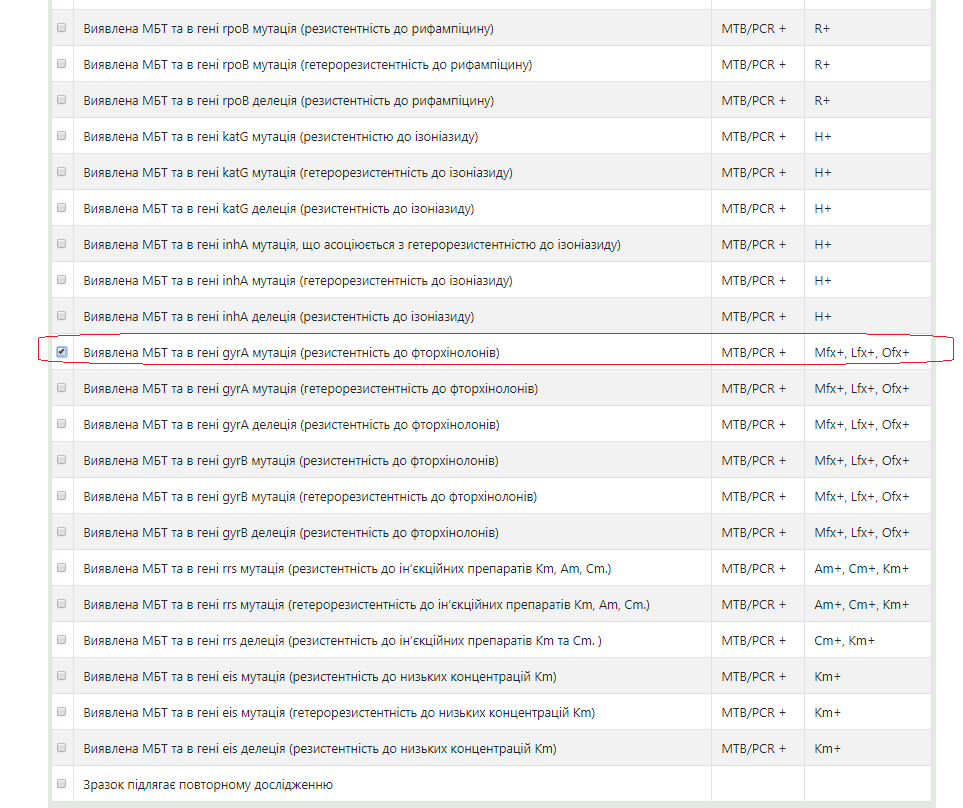 Виявлена МБТ та в гені rpoB мутація (резистентність до рифампіцину) MTB/PCR + R+
Виявлена МБТ та в гені rpoB мутація (гетерорезистентність до рифампіцину) MTB/PCR + R+
Виявлена МБТ та в гені rpoB делеція (резистентність до рифампіцину) MTB/PCR + R+
Виявлена МБТ та в гені katG мутація (резистентністю до ізоніазиду) MTB/PCR + H+
Виявлена МБТ та в гені katG мутація (гетерорезистентність до ізоніазиду) MTB/PCR + H+
Виявлена МБТ та в гені katG делеція (резистентність до ізоніазиду) MTB/PCR + H+
Виявлена МБТ та в гені inhA мутація, що асоціюється з гетерорезистентністю до ізоніазиду) MTB/PCR + H+
Виявлена МБТ та в гені inhA мутація (гетерорезистентність до ізоніазиду) MTB/PCR + H+
Виявлена МБТ та в гені inhA делеція (резистентність до ізоніазиду) MTB/PCR + H+
Виявлена МБТ та в гені gyrA мутація (резистентність до фторхінолонів) MTB/PCR + Mfx+, Lfx+, Ofx+
Виявлена МБТ та в гені gyrA мутація (гетерорезистентність до фторхінолонів) MTB/PCR + Mfx+, Lfx+, Ofx+
Виявлена МБТ та в гені gyrA делеція (резистентність до фторхінолонів) MTB/PCR + Mfx+, Lfx+, Ofx+
Виявлена МБТ та в гені gyrB мутація (резистентність до фторхінолонів) MTB/PCR + Mfx+, Lfx+, Ofx+
Виявлена МБТ та в гені gyrB мутація (гетерорезистентність до фторхінолонів) MTB/PCR + Mfx+, Lfx+, Ofx+
Виявлена МБТ та в гені gyrB делеція (резистентність до фторхінолонів) MTB/PCR + Mfx+, Lfx+, Ofx+
Виявлена МБТ та в гені rrs мутація (резистентність до ін’єкційних препаратів Km, Am, Cm.) MTB/PCR + Am+, Cm+, Km+
Виявлена МБТ та в гені rrs мутація (гетерорезистентність до ін’єкційних препаратів Km, Am, Cm.) MTB/PCR + Am+, Cm+, Km+
Виявлена МБТ та в гені rrs делеція (резистентність до ін’єкційних препаратів Km та Cm. ) MTB/PCR + Cm+, Km+
Виявлена МБТ та в гені eis мутація (резистентність до низьких концентрацій Km) MTB/PCR + Km+
Виявлена МБТ та в гені eis мутація (гетерорезистентність до низьких концентрацій Km) MTB/PCR + Km+
Виявлена МБТ та в гені eis делеція (резистентність до низьких концентрацій Km) MTB/PCR + Km+
Зразок підлягає повторному дослідженню